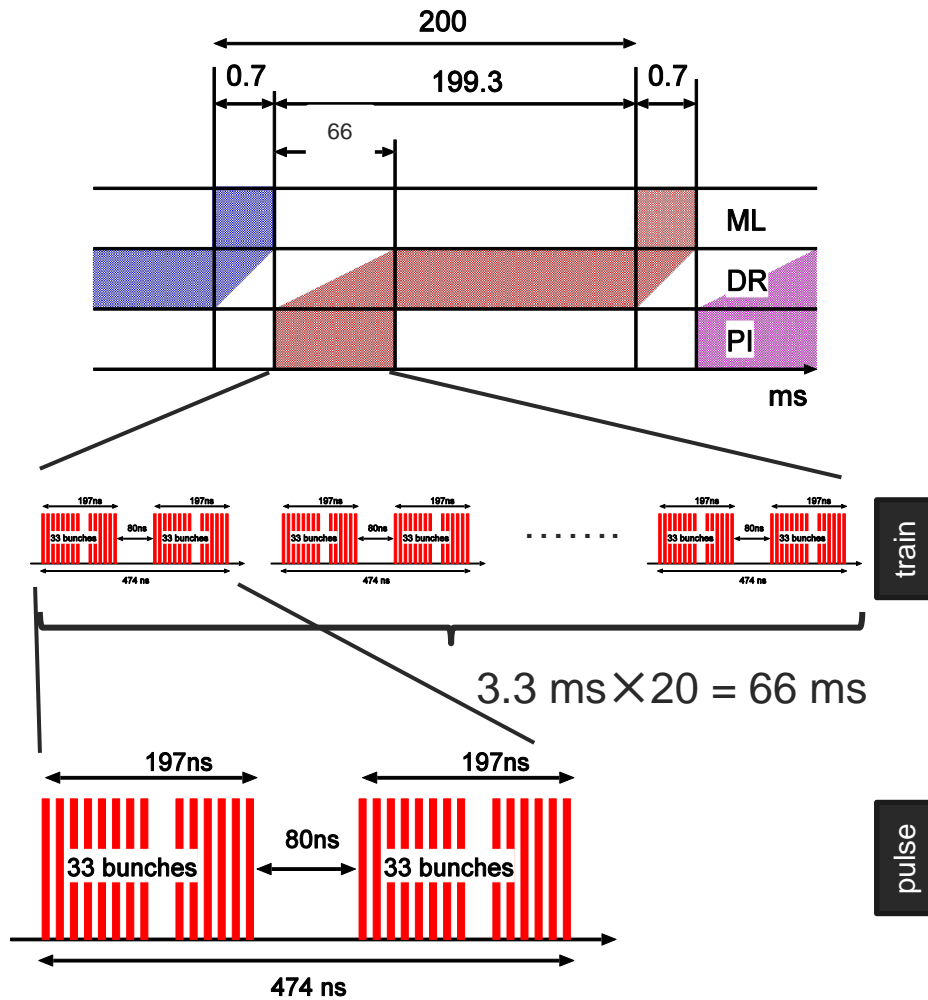 200
0.7 199.3 0.7
66
ML
DR
PI
ms
197ns 197ns 197ns 197ns 197ns 197ns
33 bunches 80ns 33 bunches 33 bunches 80ns 33 bunches ....... 33 bunches 80ns 33 bunches
474 ns 474 ns 474 ns
train
3.3 ms×20 = 66 ms
197ns 197ns
80ns
33 bunches 33 bunches
474 ns
pulse